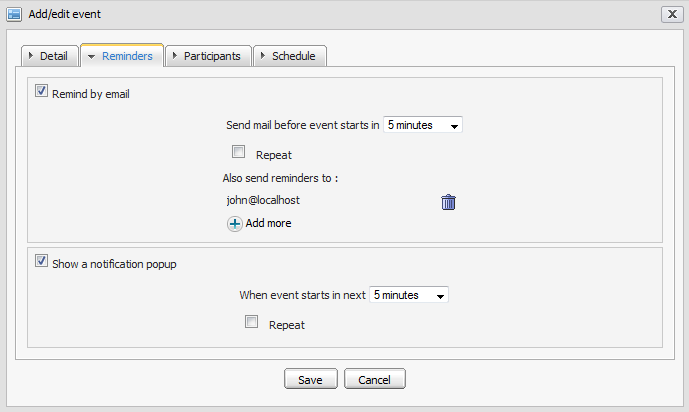 Add/edit event
Detail Reminders Participants Schedule
Remind by email
Send mail before event starts in 5 minutes
Repeat
Also send reminders to :
john@localhost
Add more
Show a notification popup
When event starts in next 5 minutes
Repeat
Save Cancel